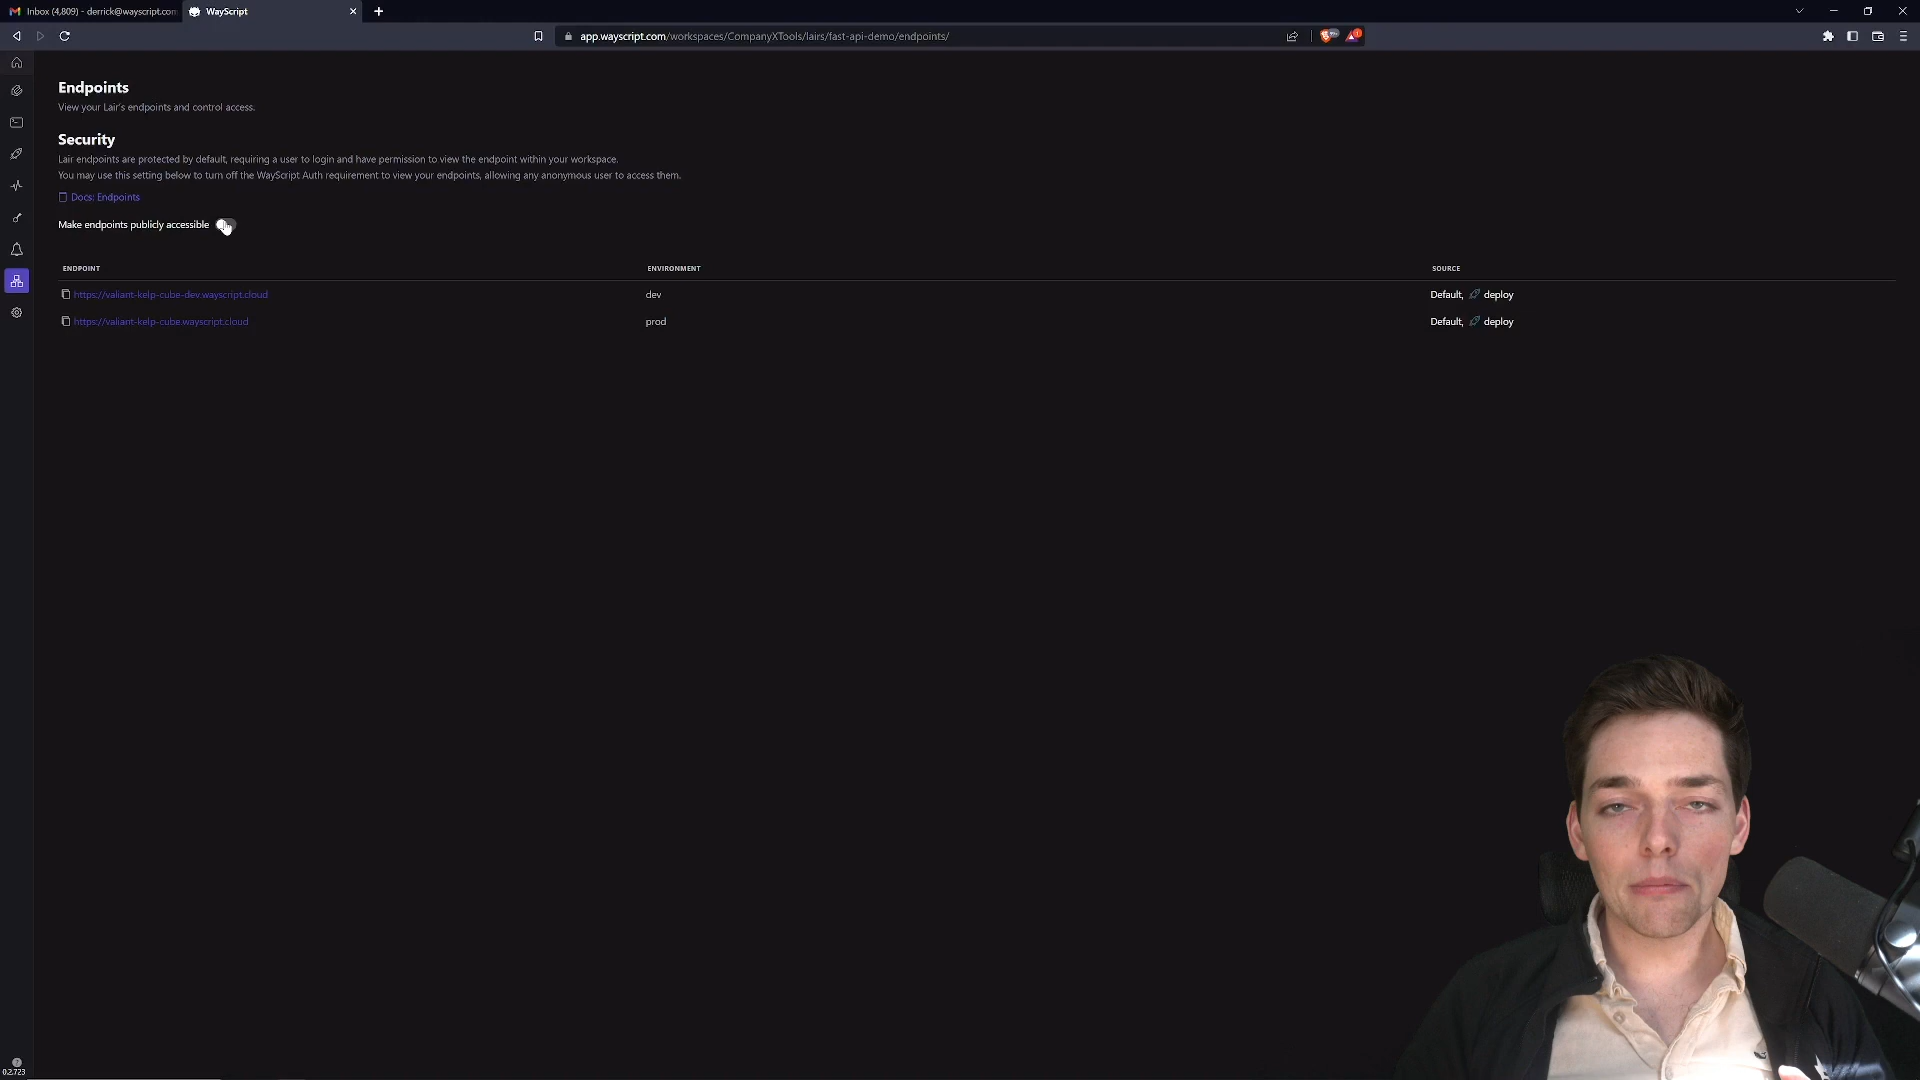 Inbox (4,809) - derrick@wayscript.com
WayScript
app.wayscript.com/workspaces/CompanyXTools/lairs/fast-api-demo/endpoints/
Endpoints
View your Lair's endpoints and control access.
Security
Lair endpoints are protected by default, requiring a user to login and have permission to view the endpoint within your workspace.
You may use this setting below to turn off the WayScript Auth requirement to view your endpoints, allowing any anonymous user to access them.
Docs: Endpoints
Make endpoints publicly accessible
ENDPOINT ENVIRONMENT SOURCE
https://valiant-kelp-cube-dev.wayscript.cloud dev Default, deploy
https://valiant-kelp-cube.wayscript.cloud prod Default, deploy
0.2.723